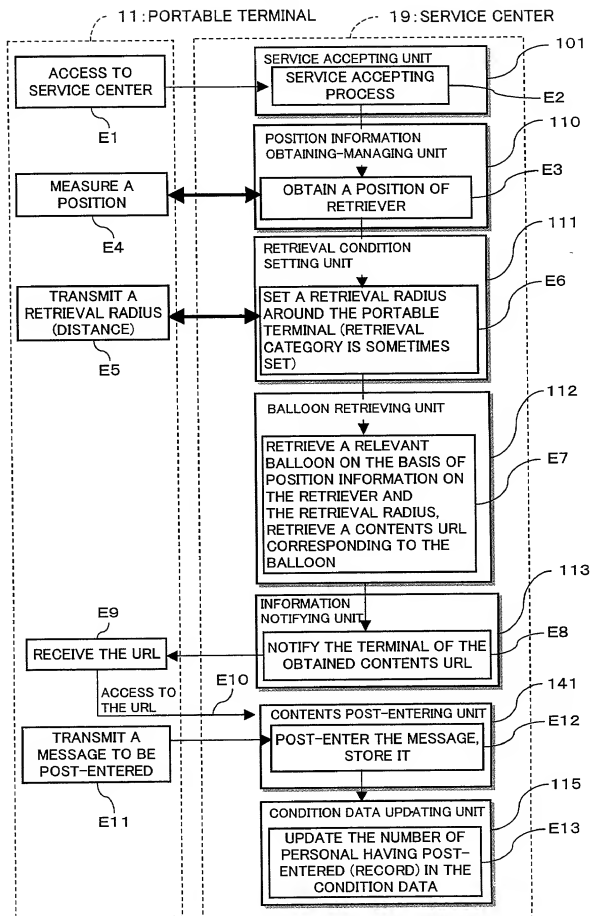 11:PORTABLE TERMINAL
19:SERVICE CENTER
ACCESS TO
SERVICE CENTER
E1
SERVICE ACCEPTING UNIT
SERVICE ACCEPTING
PROCESS
101
E2
POSITION INFORMATION
OBTAINING-MANAGING UNIT
110
OBTAIN A POSITION OF
RETRIEVER
E3
MEASURE A
POSITION
E4
RETRIEVAL CONDITION
SETTING UNIT
111
SET A RETRIEVAL RADIUS
AROUND THE PORTABLE
TERMINAL (RETRIEVAL
CATEGORY IS SOMETIMES
SET)
E6
TRANSMIT A
RETRIEVAL RADIUS
(DISTANCE)
E5
BALLOON RETRIEVING UNIT
112
RETRIEVE A RELEVANT
BALLOON ON THE BASIS OF
POSITION INFORMATION ON
THE RETRIEVER AND
THE RETRIEVAL RADIUS,
RETRIEVE A CONTENTS URL
CORRESPONDING TO THE
BALLOON
E7
INFORMATION
NOTIFYING UNIT
113
NOTIFY THE TERMINAL OF THE
OBTAINED CONTENTS URL
E8
E9
RECEIVE THE URL
ACCESS TO
THE URL
E10
CONTENTS POST-ENTERING UNIT
141
POST-ENTER THE MESSAGE,
STORE IT
E12
TRANSMIT A
MESSAGE TO BE
POST-ENTERED
E11
CONDITION DATA UPDATING UNIT
115
UPDATE THE NUMBER OF
PERSONAL HAVING POST-
ENTERED (RECORD) IN THE
CONDITION DATA
E13